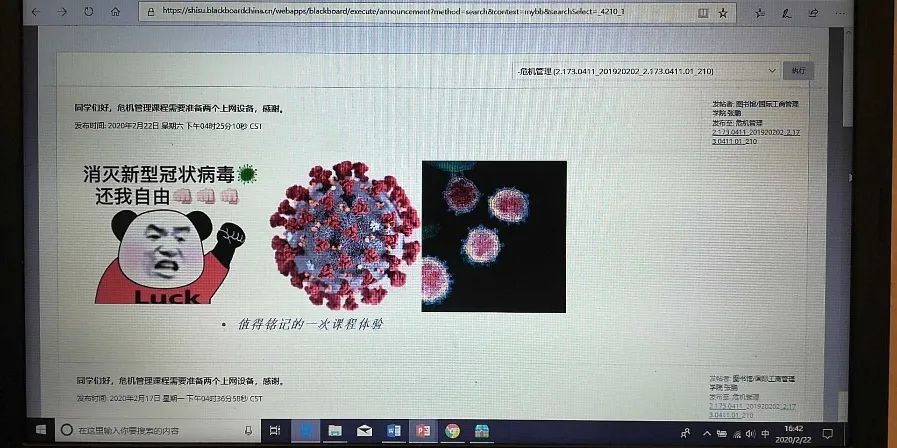 https://shisu.blackboardchina.cn/webapps/blackboard/execute/announcement?method=search&context=mybb&searchSelect=_4210_1
-危机管理 (2.173.0411_201920202_2.173.0411.01_210)
执行
同学们好,危机管理课程需要准备两个上网设备,感谢。
发布时间: 2020年2月22日 星期六 下午04时25分10秒 CST
发帖者: 图书馆/国际工商管理
学院 张鹏
发布至: 危机管理
2.173.0411_201920202_2.17
3.0411.01_210
消灭新型冠状病毒
还我自由
Luck
• 值得铭记的一次课程体验
同学们好,危机管理课程需要准备两个上网设备,感谢。
发布时间: 2020年2月17日 星期一 下午04时36分58秒 CST
发帖者: 图书馆/国际工商管理
学院 张鹏
发布至: 危机管理
2.173.0411_201920202_2.17
3.0411.01_210
在这里输入你要搜索的内容
中
16:42
2020/2/22